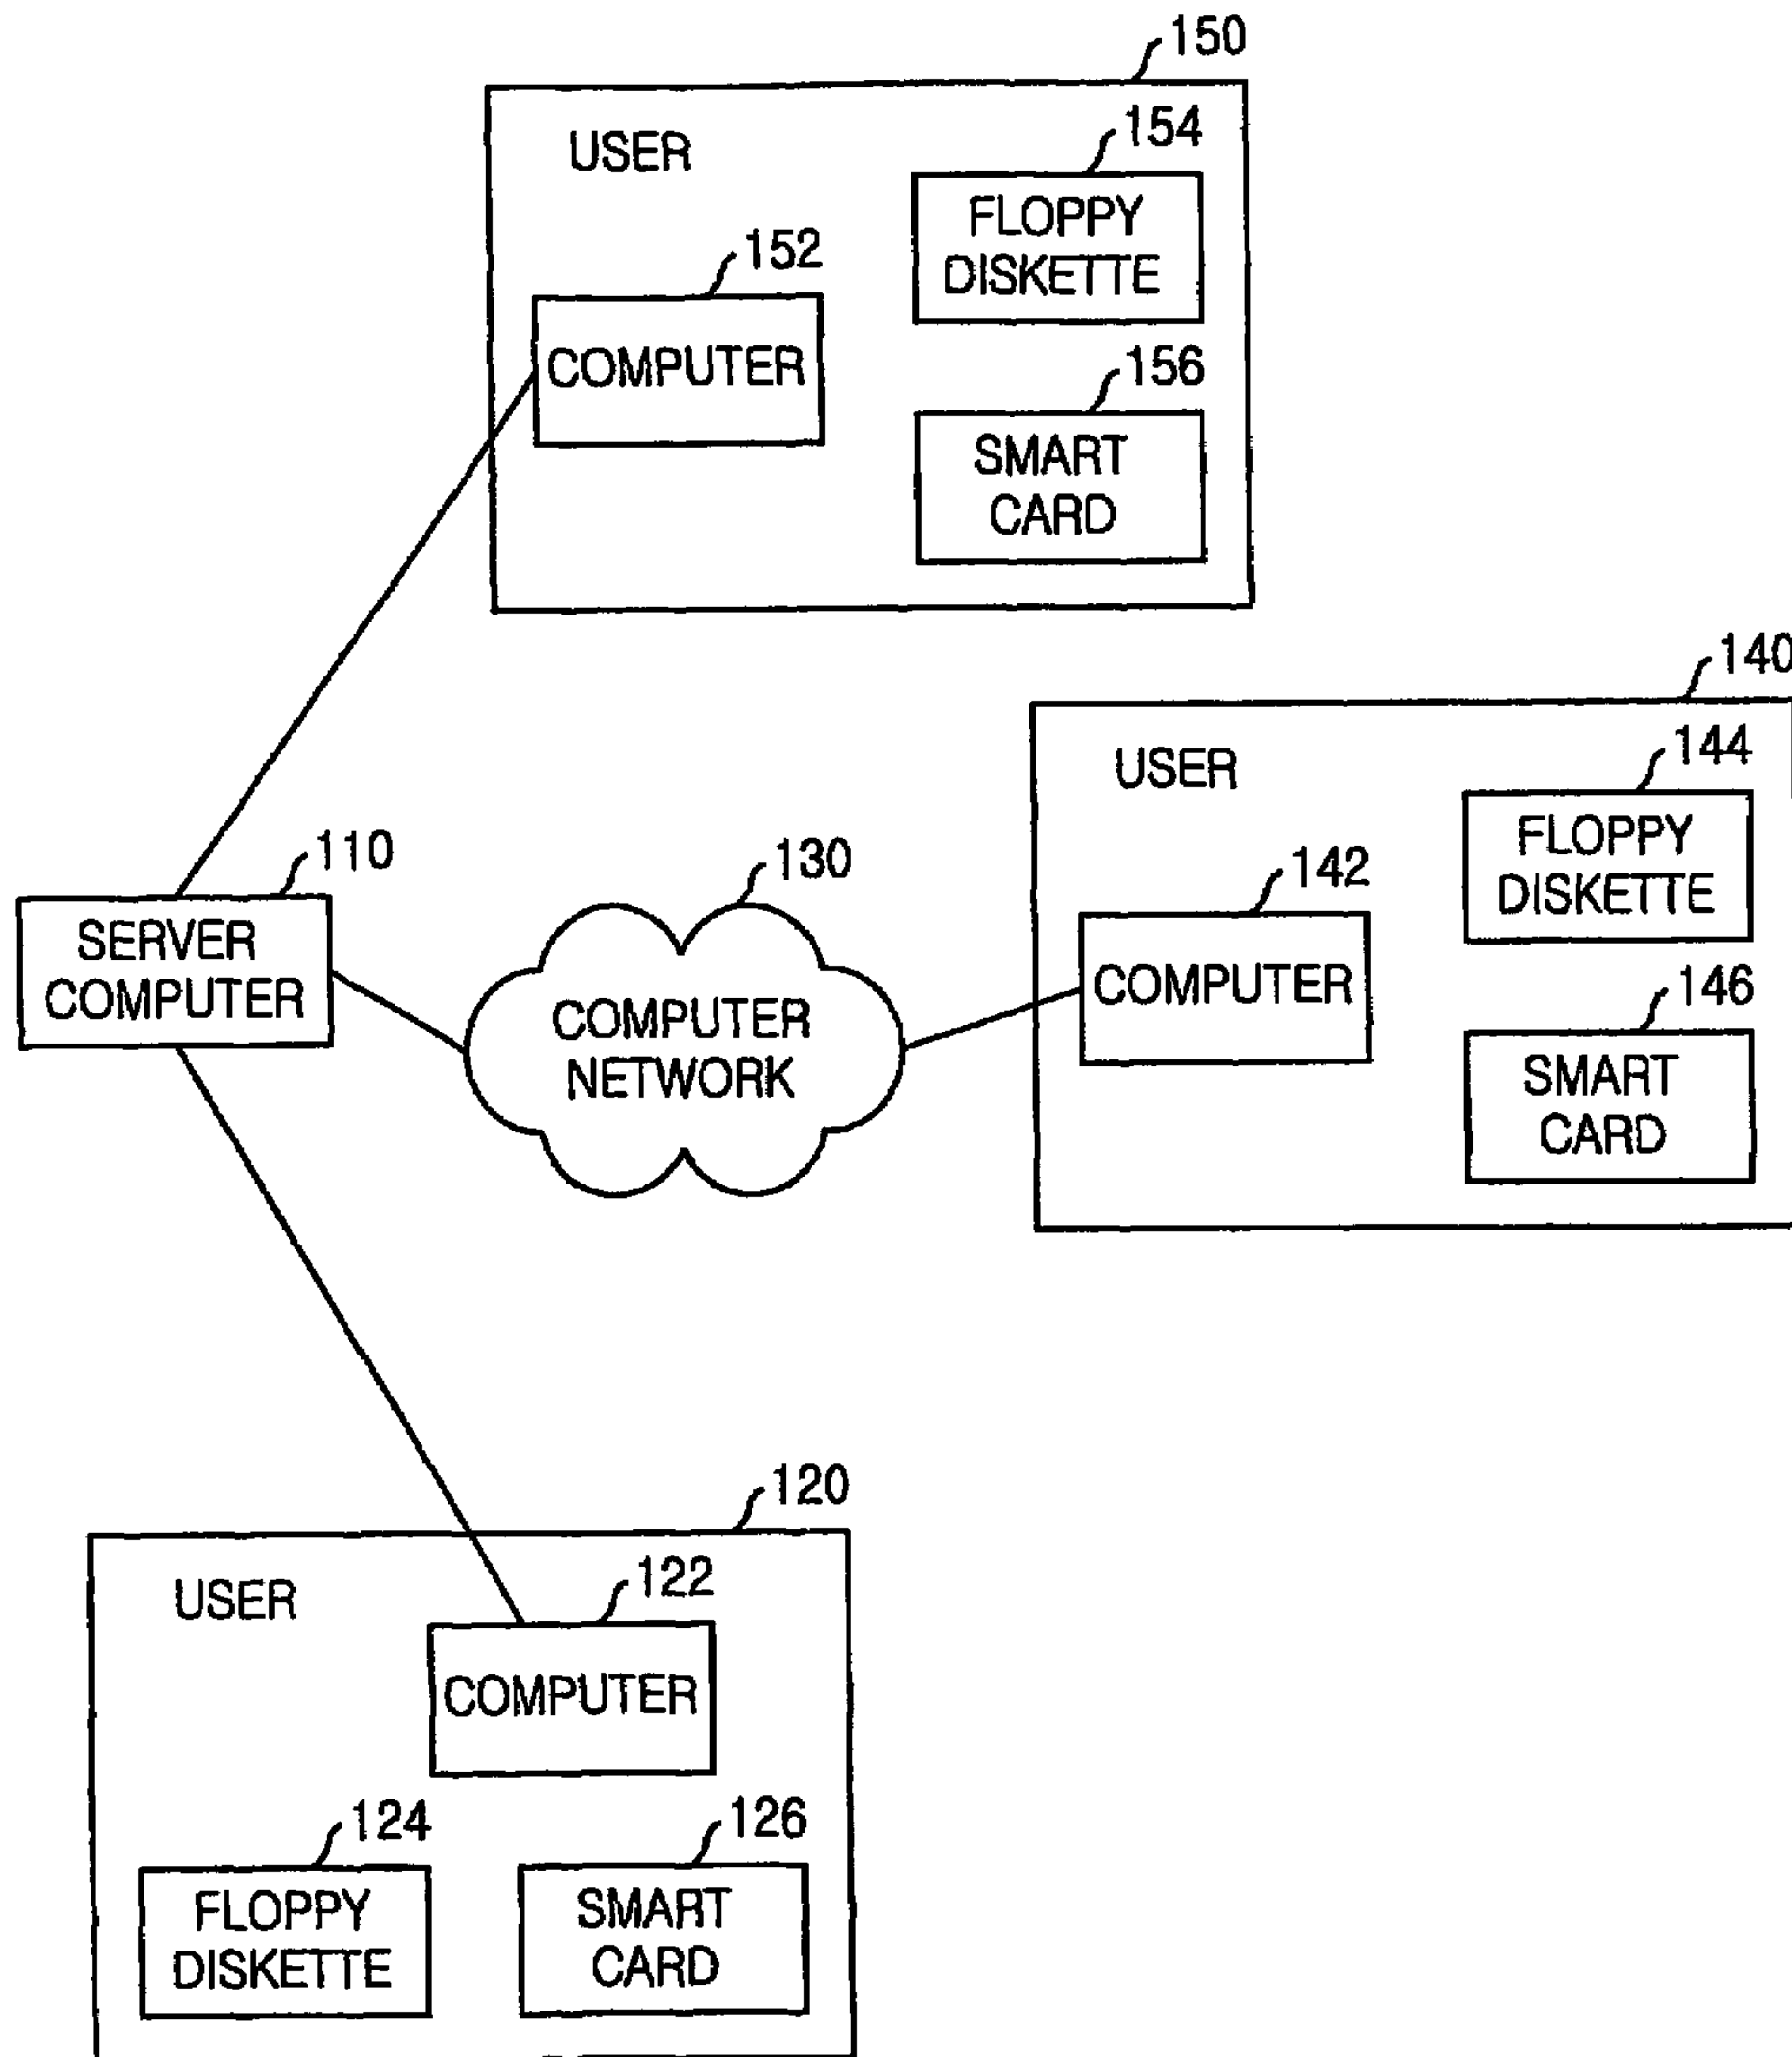 150
USER
154
FLOPPY
DISKETTE
152
COMPUTER
156
SMART
CARD
140
USER
144
FLOPPY
DISKETTE
110
SERVER
COMPUTER
130
COMPUTER
NETWORK
142
COMPUTER
146
SMART
CARD
120
USER
122
COMPUTER
124
FLOPPY
DISKETTE
126
SMART
CARD